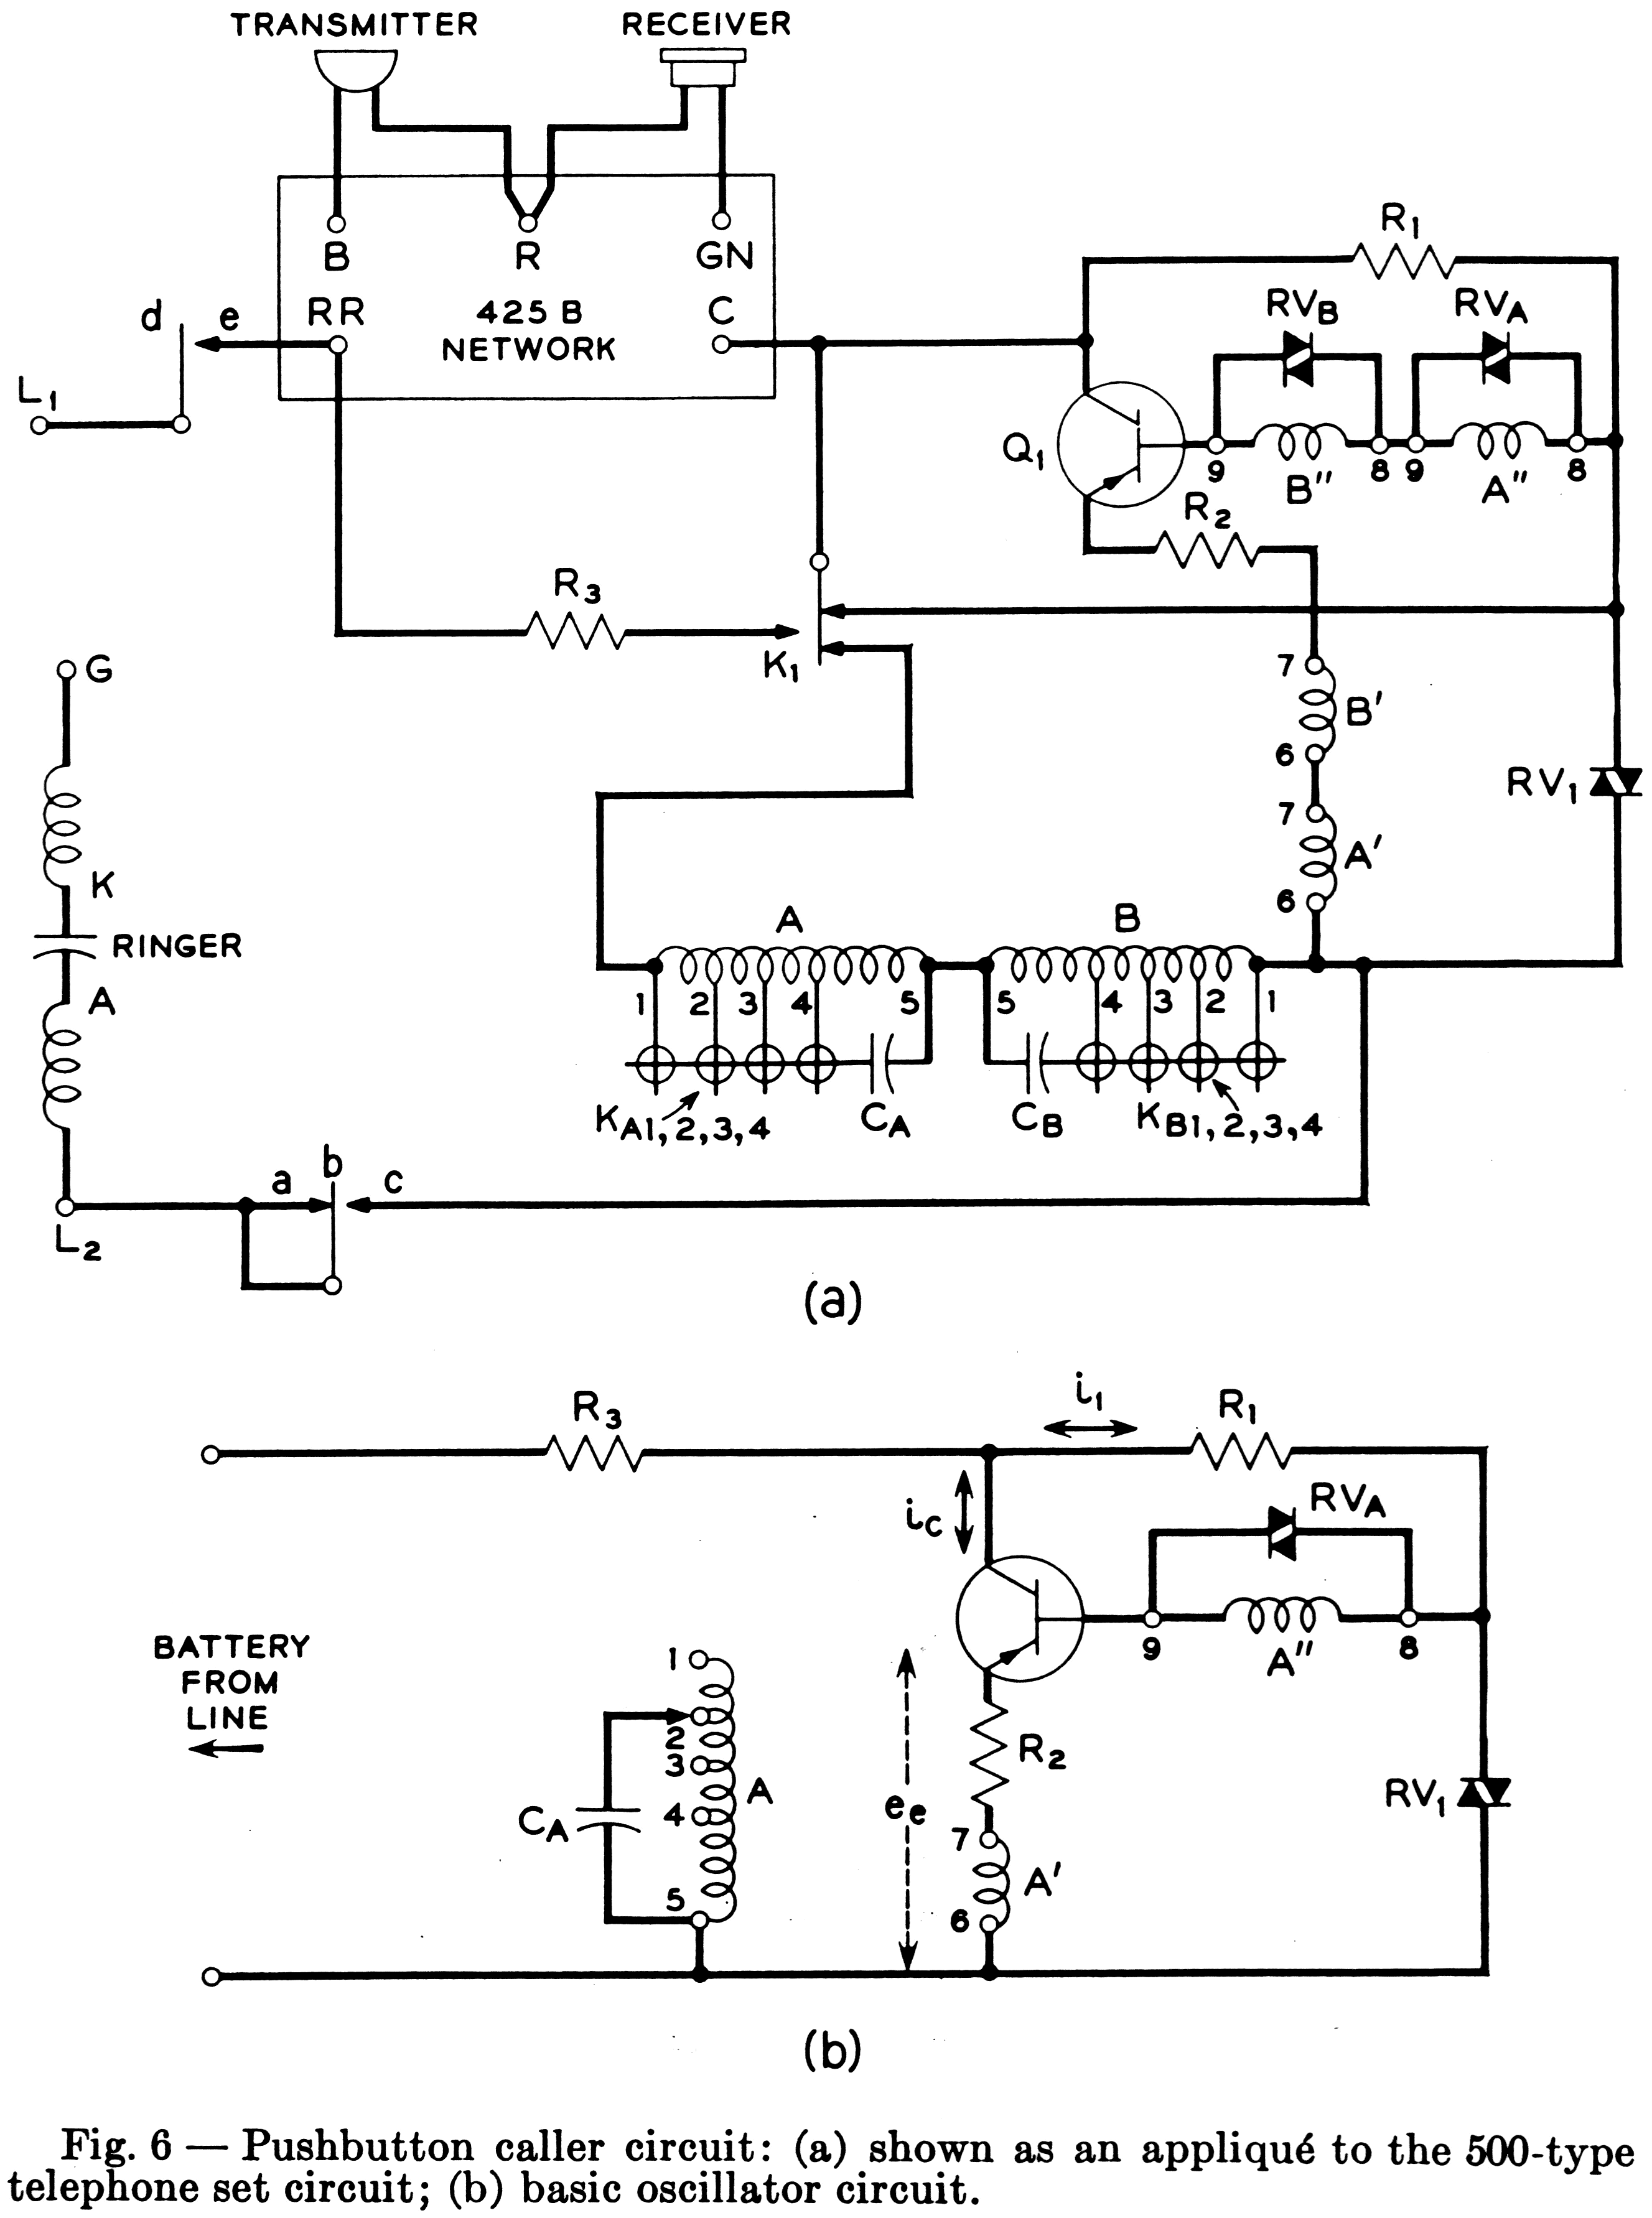 TRANSMITTER RECEIVER
B R GN
RR 425 B C
NETWORK
d e
L1
R1
RVB RVA
Q1
9 8 9 8
B″ A″
R2
R3
K1
G
7
B′
6
RV1
7
A′
6
K
RINGER
A
A B
1 2 3 4 5 5 4 3 2 1
KA1,2,3,4 CA CB KB1,2,3,4
a b c
L2
(a)
R3 i1 R1
ic
RVA
9 8
A″
BATTERY
FROM
LINE
1
2
3
4
5
CA A
ee
R2
7
A′
6
RV1
(b)
Fig. 6 — Pushbutton caller circuit: (a) shown as an appliqué to the 500-type
telephone set circuit; (b) basic oscillator circuit.